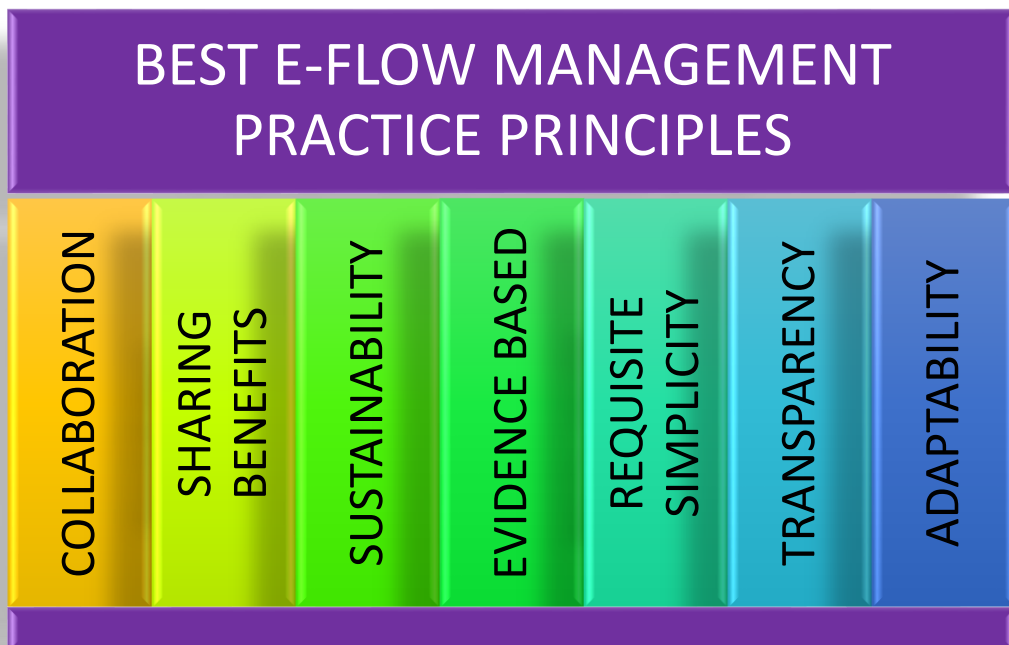 BEST E-FLOW MANAGEMENT
PRACTICE PRINCIPLES
COLLABORATION
SHARING
BENEFITS
SUSTAINABILITY
EVIDENCE BASED
REQUISITE
SIMPLICITY
TRANSPARENCY
ADAPTABILITY